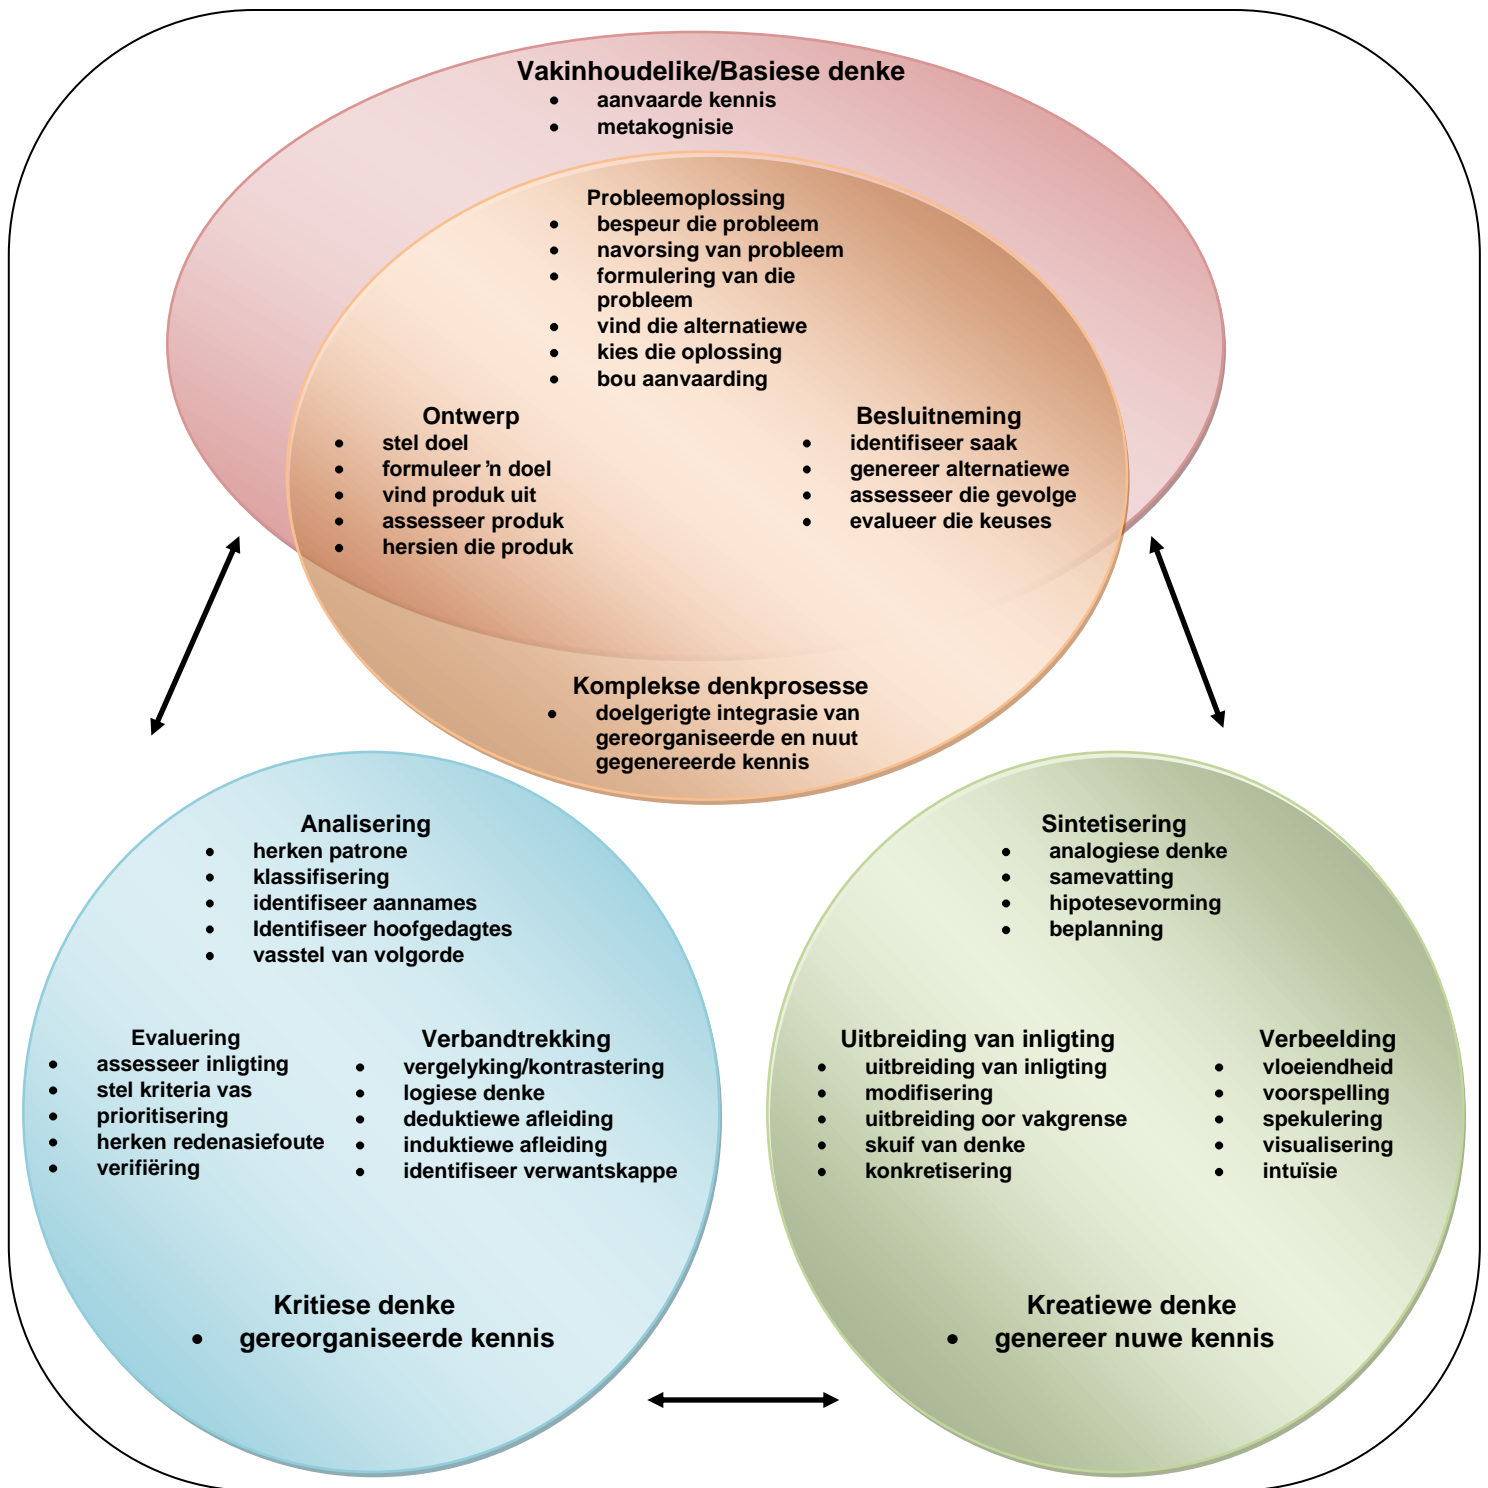 Vakinhoudelike/Basiese denke
• aanvaarde kennis
• metakognisie
Probleemoplossing
• bespeur die probleem
• navorsing van probleem
• formulering van die
probleem
• vind die alternatiewe
• kies die oplossing
• bou aanvaarding
Ontwerp
• stel doel
• formuleer 'n doel
• vind produk uit
• assesseer produk
• hersien die produk
Besluitneming
• identifiseer saak
• genereer alternatiewe
• assesseer die gevolge
• evalueer die keuses
Komplekse denkprosesse
• doelgerigte integrasie van
gereorganiseerde en nuut
gegenereerde kennis
Analisering
• herken patrone
• klassifisering
• identifiseer aannames
• Identifiseer hoofgedagtes
• vasstel van volgorde
Evaluering
• assesseer inligting
• stel kriteria vas
• prioritisering
• herken redenasiefoute
• verifiëring
Verbandtrekking
• vergelyking/kontrastering
• logiese denke
• deduktiewe afleiding
• induktiewe afleiding
• identifiseer verwantskappe
Kritiese denke
• gereorganiseerde kennis
Sintetisering
• analogiese denke
• samevatting
• hipotesevorming
• beplanning
Uitbreiding van inligting
• uitbreiding van inligting
• modifisering
• uitbreiding oor vakgrense
• skuif van denke
• konkretisering
Verbeelding
• vloeiendheid
• voorspelling
• spekulering
• visualisering
• intuïsie
Kreatiewe denke
• genereer nuwe kennis